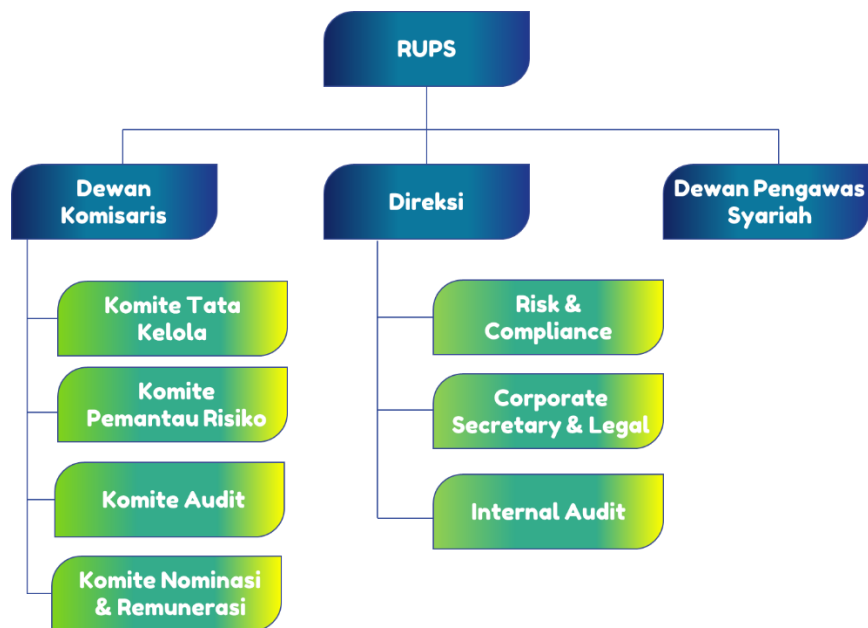 RUPS
Dewan
Komisaris
Direksi
Dewan Pengawas
Syariah
Komite Tata
Kelola
Komite
Pemantau Risiko
Komite Audit
Komite Nominasi
& Remunerasi
Risk &
Compliance
Corporate
Secretary & Legal
Internal Audit